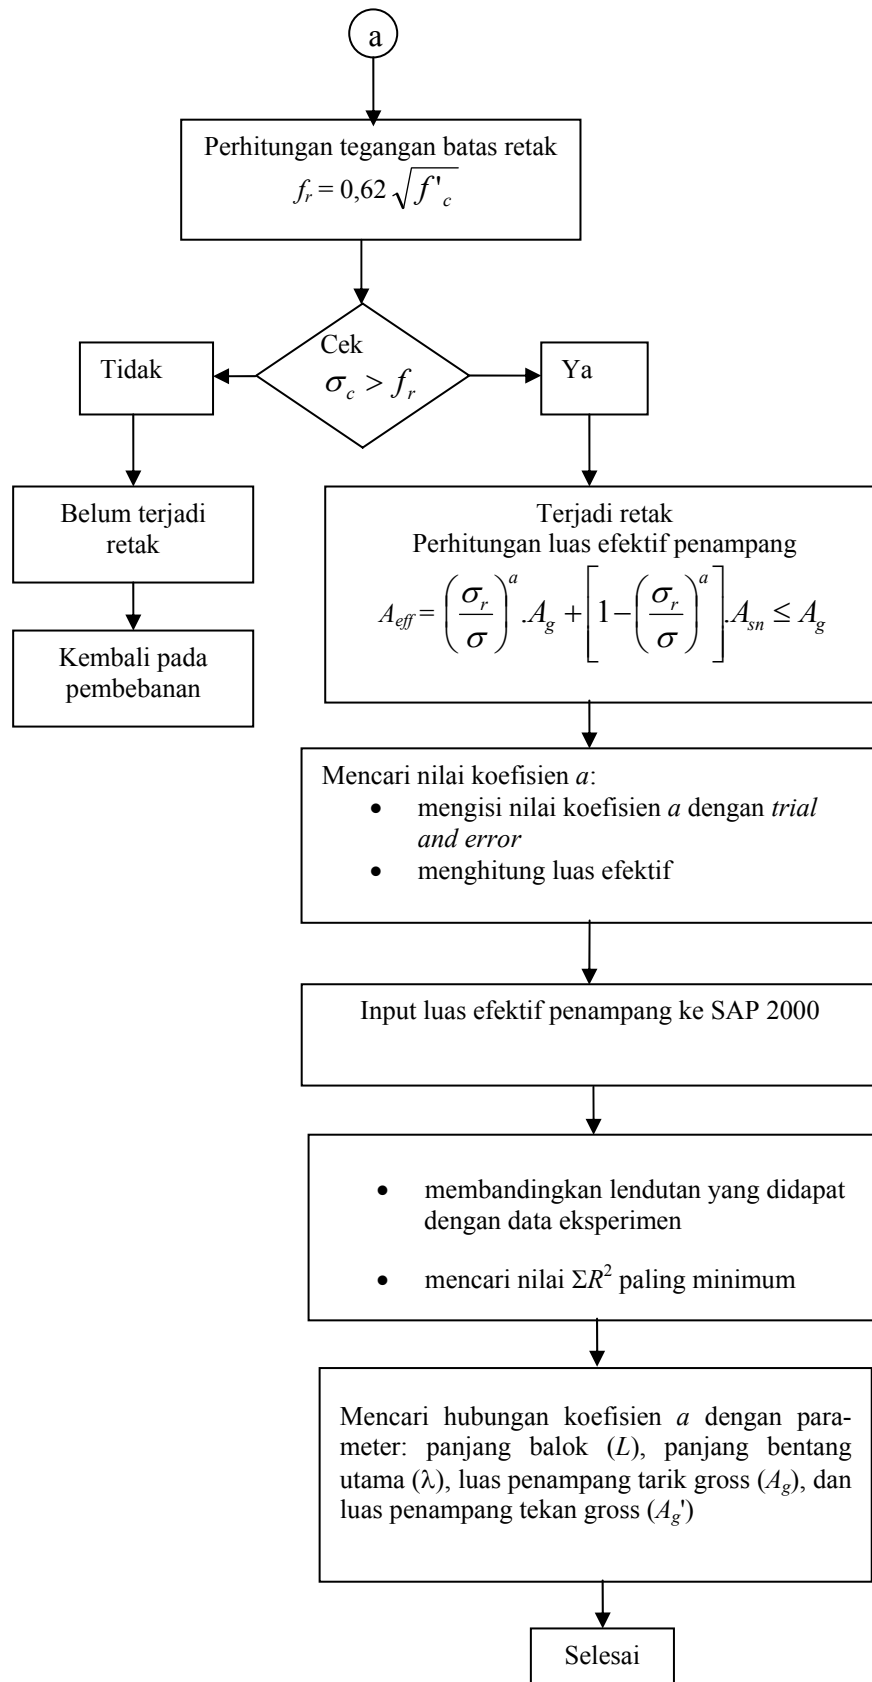 a
Perhitungan tegangan batas retak
f_r = 0,62 √f'_c
Cek
σ_c > f_r
Tidak
Ya
Belum terjadi
retak
Kembali pada
pembebanan
Terjadi retak
Perhitungan luas efektif penampang
A_eff = (σ_r/σ)^a .A_g + [1−(σ_r/σ)^a].A_sn ≤ A_g
Mencari nilai koefisien a:
• mengisi nilai koefisien a dengan trial
and error
• menghitung luas efektif
Input luas efektif penampang ke SAP 2000
• membandingkan lendutan yang didapat
dengan data eksperimen
• mencari nilai ΣR² paling minimum
Mencari hubungan koefisien a dengan para-
meter: panjang balok (L), panjang bentang
utama (λ), luas penampang tarik gross (A_g), dan
luas penampang tekan gross (A_g')
Selesai